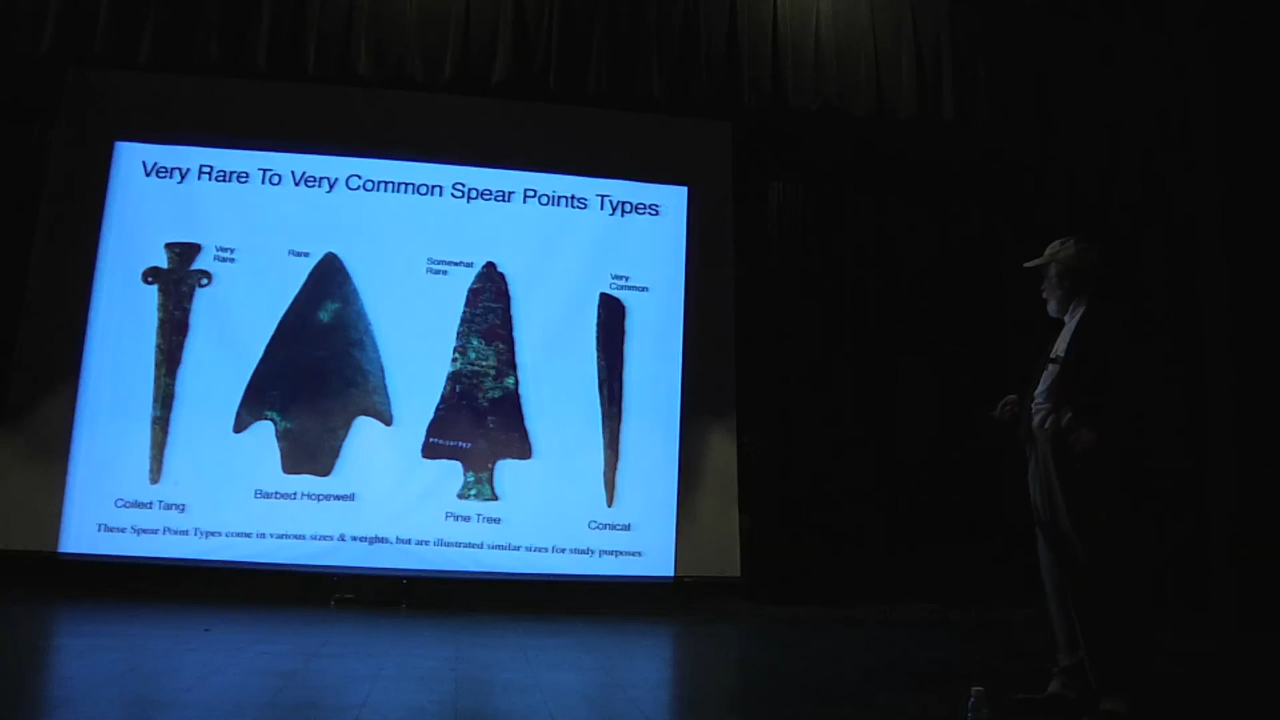 Very Rare To Very Common Spear Points Types
Very
Rare
Rare
Somewhat
Rare
Very
Common
Coiled Tang
Barbed Hopewell
Pine Tree
Conical
These Spear Point Types come in various sizes & weights, but are illustrated similar sizes for study purposes